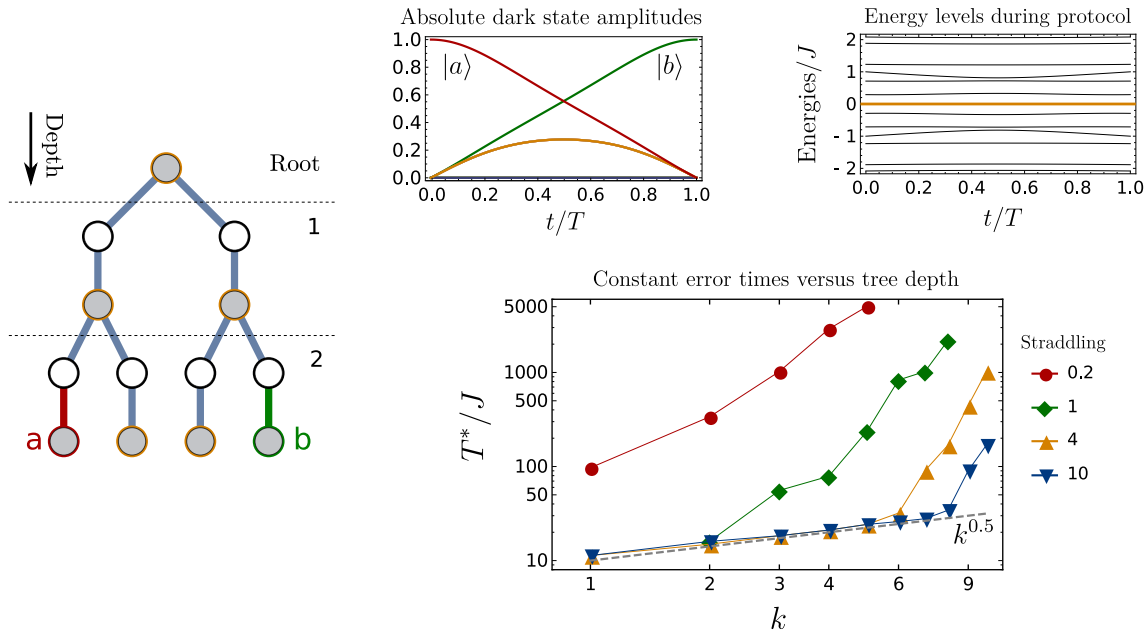 Depth
Root
1
2
a
b
Absolute dark state amplitudes
1.0
0.8
0.6
0.4
0.2
0.0
|a⟩
|b⟩
0.0 0.2 0.4 0.6 0.8 1.0
t/T
Energy levels during protocol
Energies/J
2
1
0
-1
-2
0.0 0.2 0.4 0.6 0.8 1.0
t/T
Constant error times versus tree depth
T*/J
5000
1000
500
100
50
10
k^0.5
1 2 3 4 6 9
k
Straddling
0.2
1
4
10